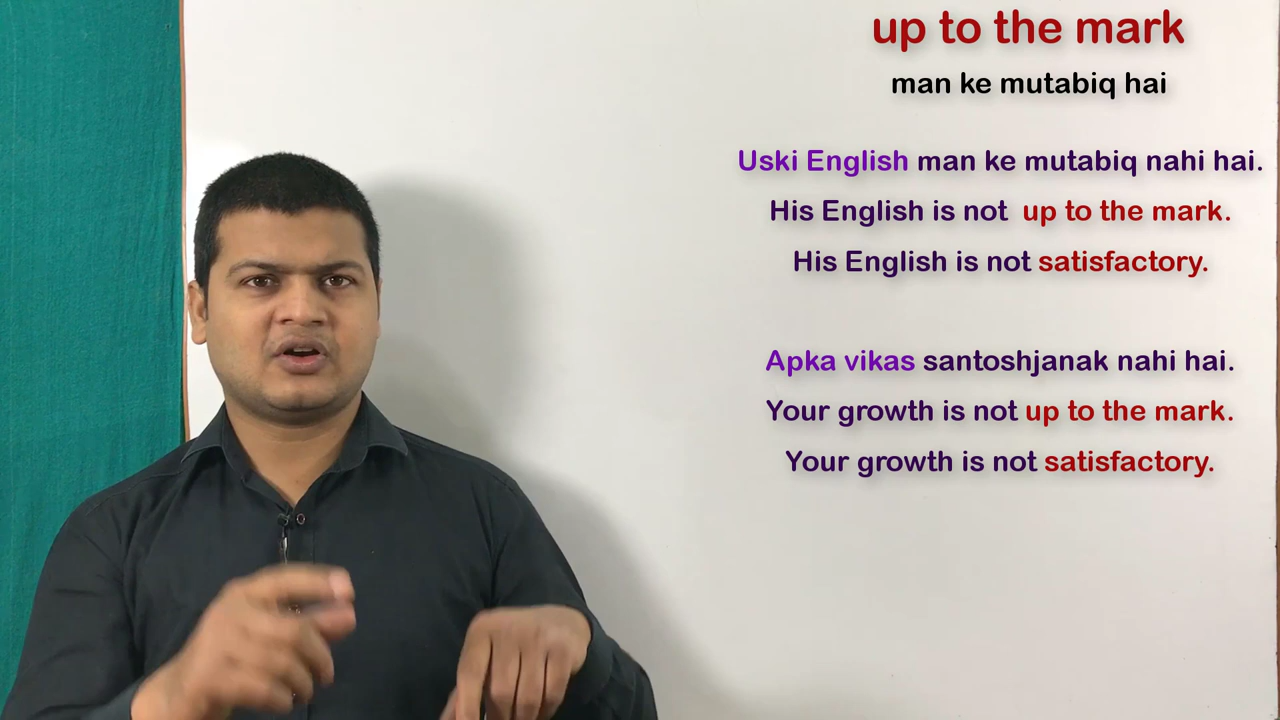 up to the mark
man ke mutabiq hai
Uski English man ke mutabiq nahi hai.
His English is not up to the mark.
His English is not satisfactory.
Apka vikas santoshjanak nahi hai.
Your growth is not up to the mark.
Your growth is not satisfactory.